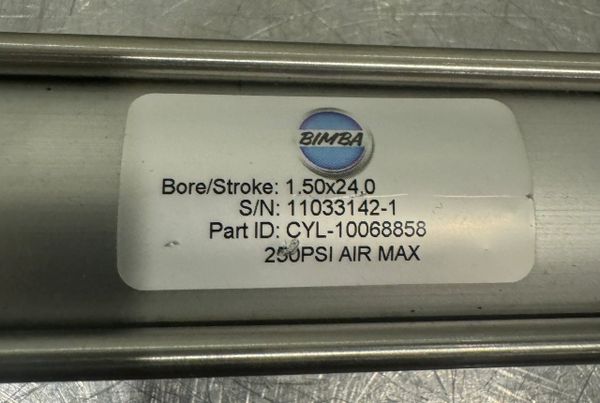 BIMBA
Bore/Stroke: 1.50x24.0
S/N: 11033142-1
Part ID: CYL-10068858
250PSI AIR MAX